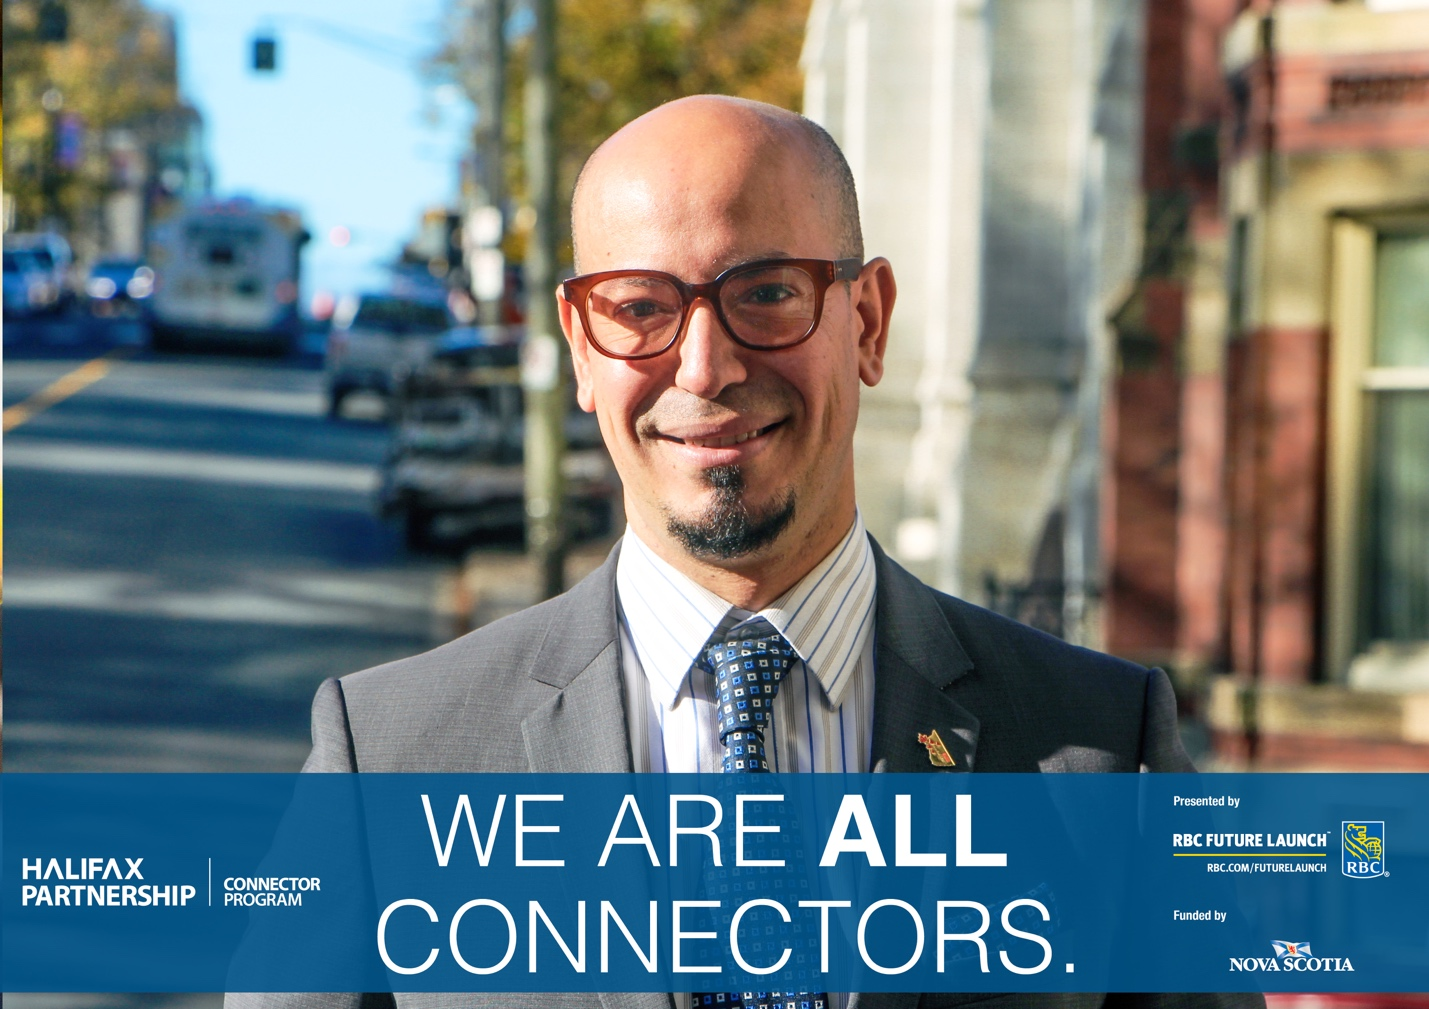 WE ARE ALL
CONNECTORS.
HALIFAX
PARTNERSHIP
CONNECTOR
PROGRAM
Presented by
RBC FUTURE LAUNCH™
RBC.COM/FUTURELAUNCH
RBC®
Funded by
NOVA SCOTIA